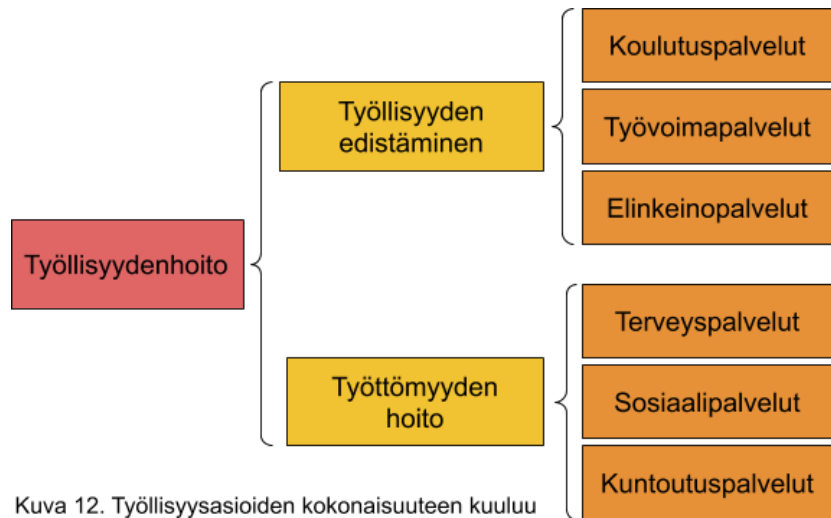 Työllisyydenhoito
Työllisyyden
edistäminen
Koulutuspalvelut
Työvoimapalvelut
Elinkeinopalvelut
Työttömyyden
hoito
Terveyspalvelut
Sosiaalipalvelut
Kuntoutuspalvelut
Kuva 12. Työllisyysasioiden kokonaisuuteen kuuluu